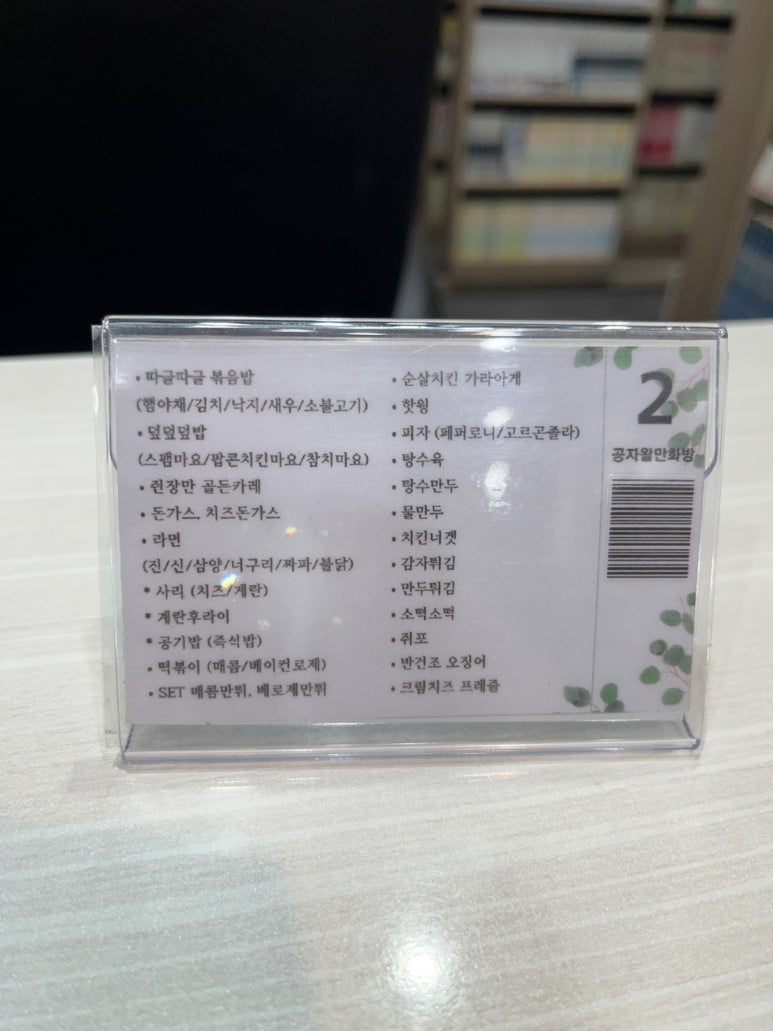 • 따글따글 볶음밥
(햄야채/김치/낙지/새우/소불고기)
• 덮덮덮밥
(스팸마요/팝콘치킨마요/참치마요)
• 쥔장만 골든카레
• 돈가스, 치즈돈가스
• 라면
(진/신/삼양/너구리/짜파/불닭)
* 사리 (치즈/계란)
* 계란후라이
* 공기밥 (즉석밥)
• 떡볶이 (매콤/베이컨로제)
• SET 매콤만튀, 베로제만튀
• 순살치킨 가라아게
• 핫윙
• 피자 (페퍼로니/고르곤졸라)
• 탕수육
• 탕수만두
• 물만두
• 치킨너겟
• 감자튀김
• 만두튀김
• 소떡소떡
• 쥐포
• 반건조 오징어
• 크림치즈 프레즐
2
공자왈만화방